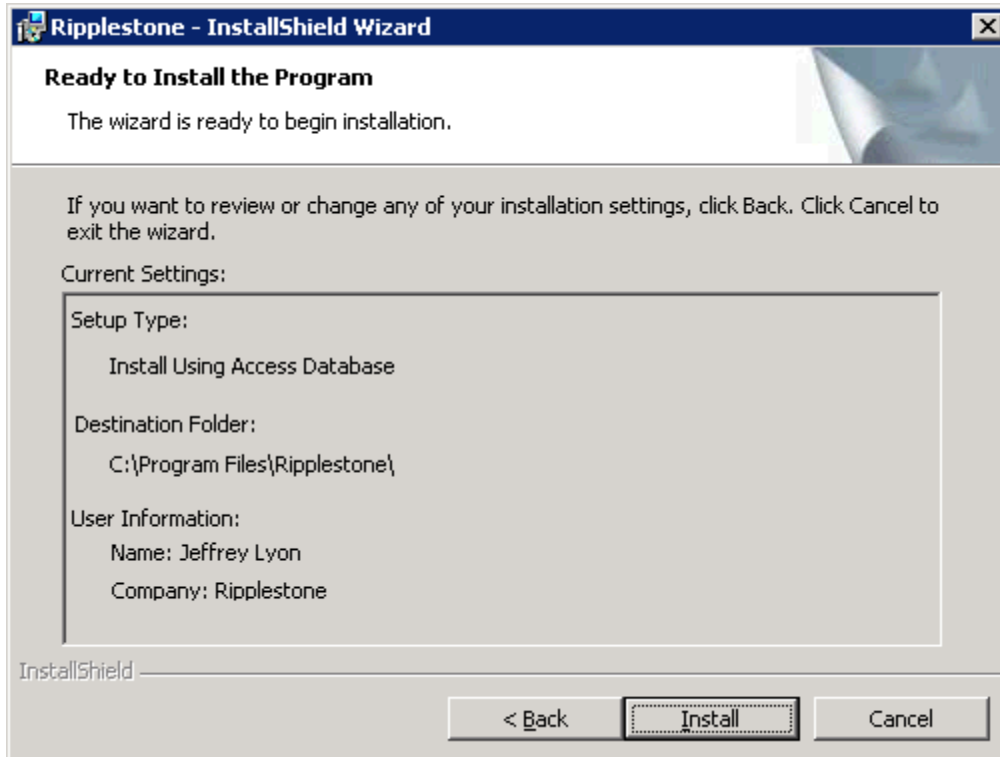 Ripplestone - InstallShield Wizard
Ready to Install the Program
The wizard is ready to begin installation.
If you want to review or change any of your installation settings, click Back. Click Cancel to
exit the wizard.
Current Settings:
Setup Type:
Install Using Access Database
Destination Folder:
C:\Program Files\Ripplestone\
User Information:
Name: Jeffrey Lyon
Company: Ripplestone
InstallShield
< Back Install Cancel